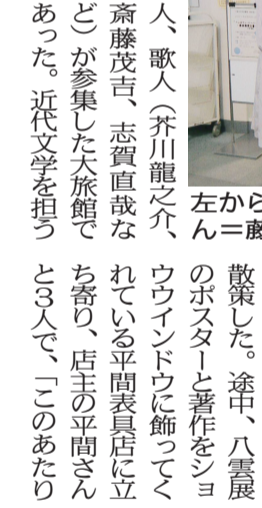 人、歌人（芥川龍之介、
斎藤茂吉、志賀直哉な
ど）が参集した大旅館で
あった。近代文学を担う
左から
ん＝藤
散策した。途中、八雲展
のポスターと著作をショ
ウウインドウに飾ってく
れている平間表具店に立
ち寄り、店主の平間さん
と３人で、「このあたり